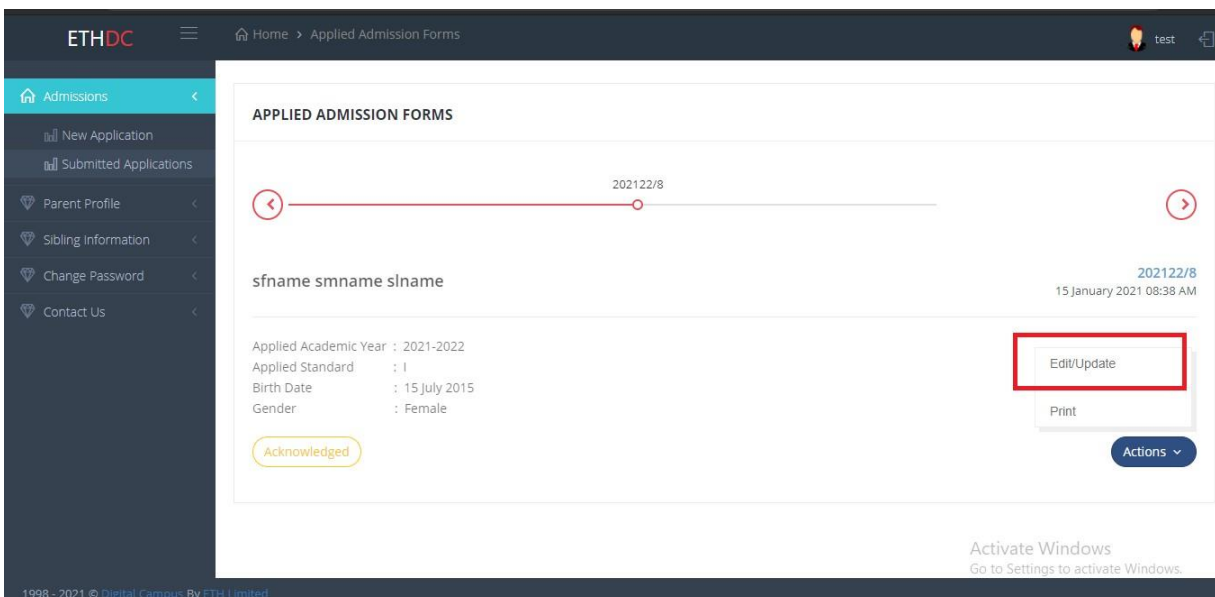 ETHDC
Home > Applied Admission Forms
test
Admissions
New Application
Submitted Applications
Parent Profile
Sibling Information
Change Password
Contact Us
APPLIED ADMISSION FORMS
202122/8
sfname smname slname
202122/8
15 January 2021 08:38 AM
Applied Academic Year : 2021-2022
Applied Standard : I
Birth Date : 15 July 2015
Gender : Female
Edit/Update
Print
Acknowledged
Actions
Activate Windows
Go to Settings to activate Windows.
1998 - 2021 © Digital Campus By ETH Limited